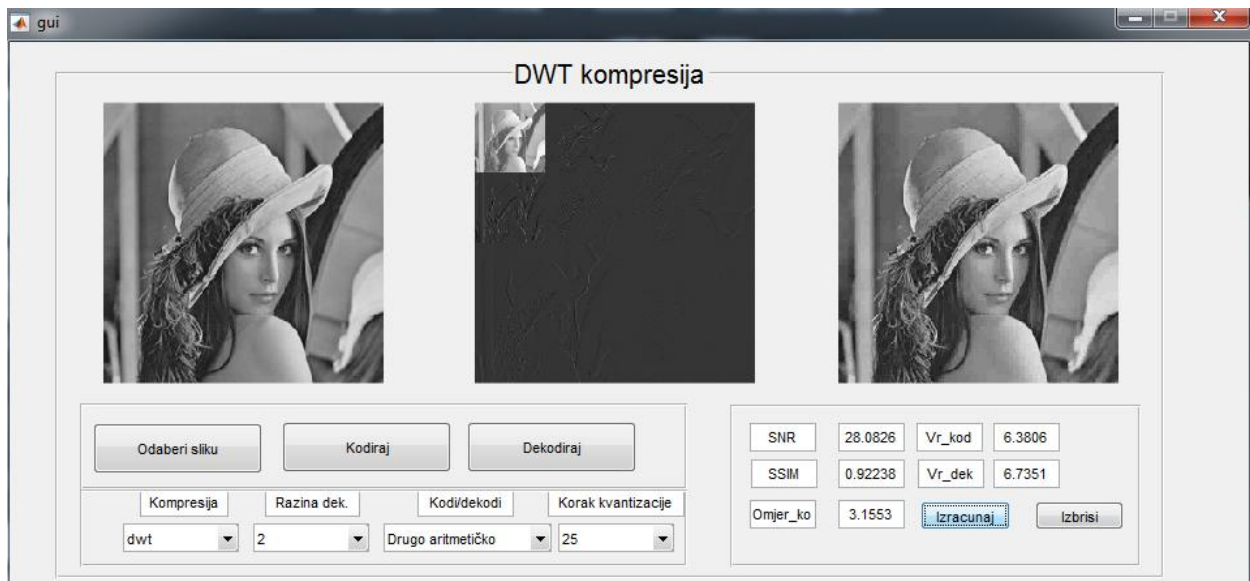 gui
DWT kompresija
Odaberi sliku
Kodiraj
Dekodiraj
Kompresija
Razina dek.
Kodi/dekodi
Korak kvantizacije
dwt
2
Drugo aritmetičko
25
SNR 28.0826 Vr_kod 6.3806
SSIM 0.92238 Vr_dek 6.7351
Omjer_ko 3.1553 Izracunaj Izbrisi